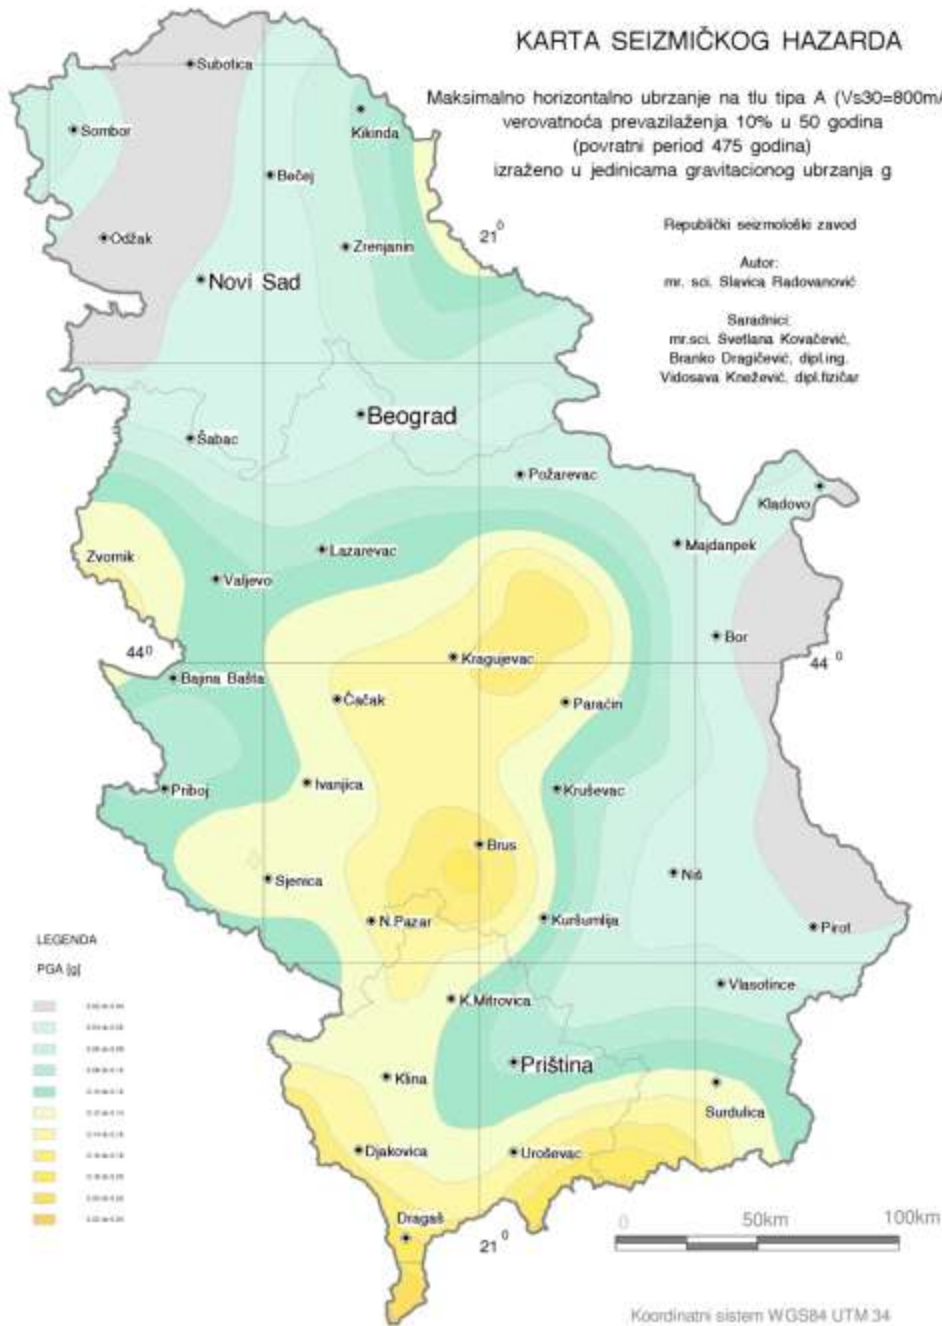 KARTA SEIZMIČKOG HAZARDA
Maksimalno horizontalno ubrzanje na tlu tipa A (Vs30=800m/
verovatnoća prevazilaženja 10% u 50 godina
(povratni period 475 godina)
izraženo u jedinicama gravitacionog ubrzanja g
Republički seizmološki zavod
Autor:
mr. sci. Slavica Radovanović
Saradnici:
mr.sci. Svetlana Kovačević,
Branko Dragičević, dipl.ing.
Vidosava Knežević, dipl.fizičar
Subotica
Sombor
Kikinda
Bečej
Odžak
Zrenjanin
21⁰
Novi Sad
Beograd
Šabac
Požarevac
Kladovo
Zvornik
Lazarevac
Majdanpek
Valjevo
Bor
44⁰
Kragujevac
44⁰
Bajina Bašta
Čačak
Paraćin
Ivanjica
Priboj
Kruševac
Brus
Sjenica
Niš
N.Pazar
Kuršumlija
Pirot
Vlasotince
K.Mitrovica
Priština
Klina
Surdulica
Djakovica
Uroševac
Dragaš
21⁰
LEGENDA
PGA [g]
0 50km 100km
Koordinatni sistem WGS84 UTM 34